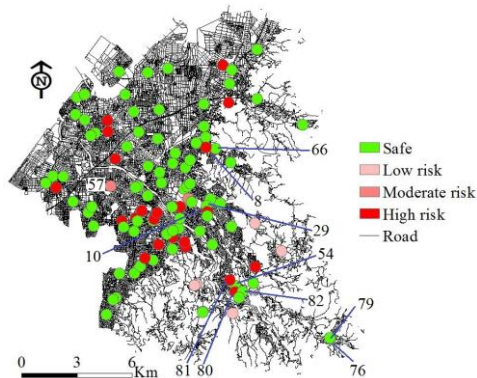 N
66
Safe
Low risk
57
Moderate risk
8
High risk
Road
29
10
54
82
79
0 3 6
Km
81 80
76